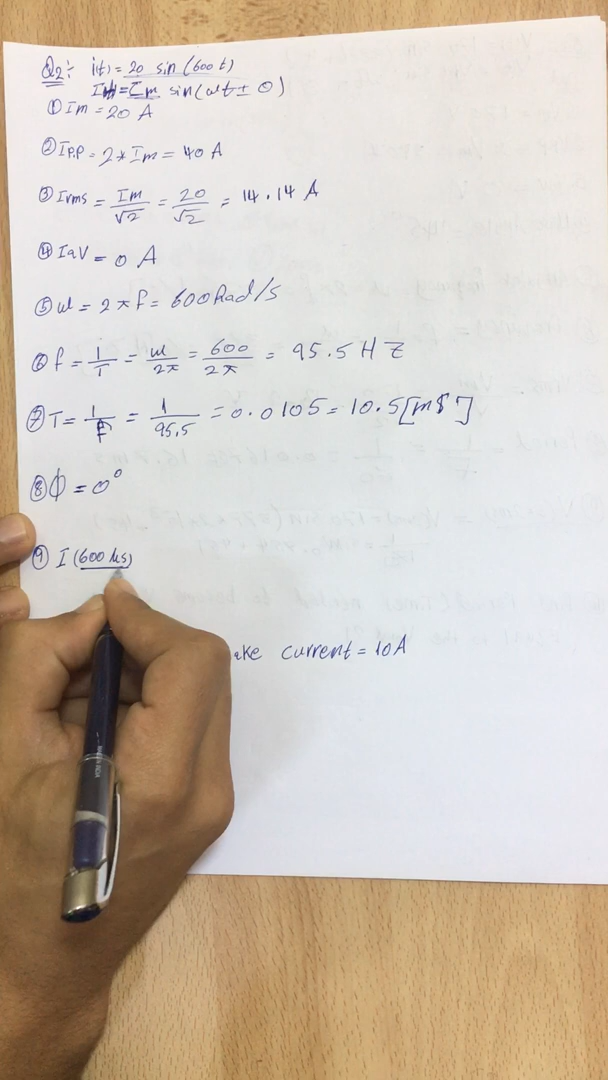 Q2:- i(t) = 20 sin(600 t)
I(t) = Im sin(ωt ± θ)
① Im = 20 A
② IP.P = 2 * Im = 40 A
③ Irms = Im/√2 = 20/√2 = 14.14 A
④ Iav = 0 A
⑤ ω = 2πf = 600 Rad/s
⑥ f = 1/T = ω/2π = 600/2π = 95.5 HZ
⑦ T = 1/f = 1/95.5 = 0.0105 = 10.5 [mS]
⑧ ϕ = 0°
⑨ I (600 μs)
ake current = 10A